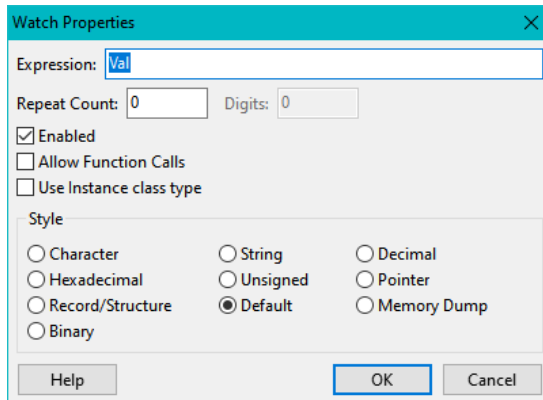 Watch Properties
Expression: Val
Repeat Count: 0 Digits: 0
Enabled
Allow Function Calls
Use Instance class type
Style
Character String Decimal
Hexadecimal Unsigned Pointer
Record/Structure Default Memory Dump
Binary
Help OK Cancel